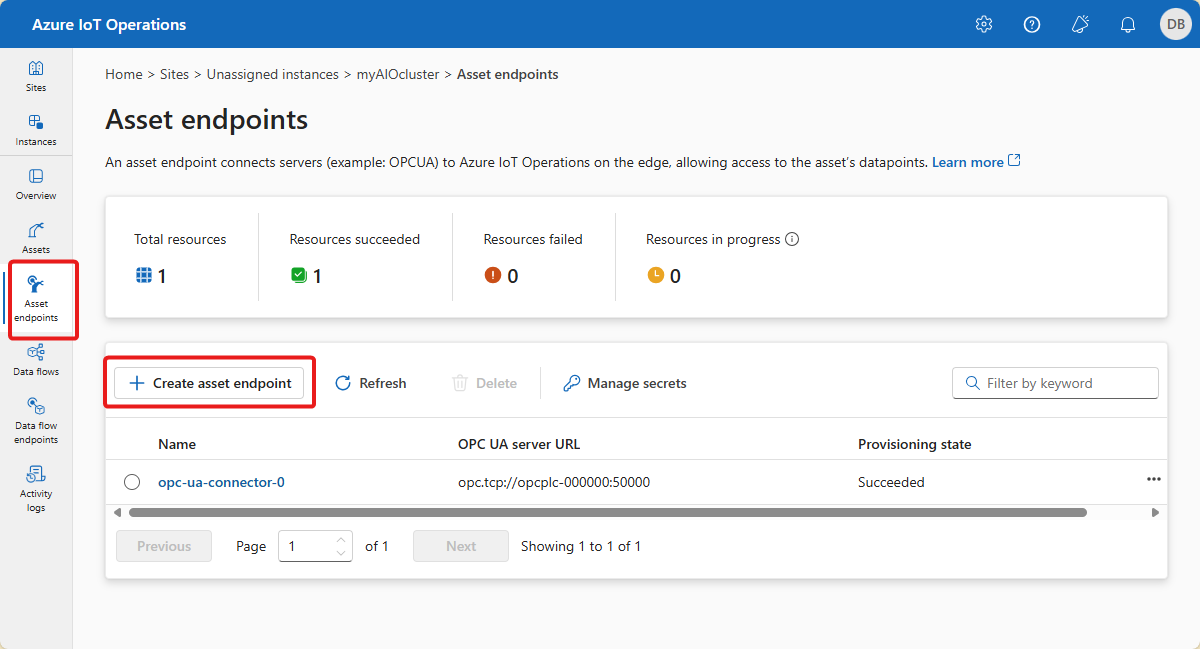 Azure IoT Operations
DB
Sites
Instances
Overview
Assets
Asset
endpoints
Data flows
Data flow
endpoints
Activity
logs
Home > Sites > Unassigned instances > myAIOcluster > Asset endpoints
Asset endpoints
An asset endpoint connects servers (example: OPCUA) to Azure IoT Operations on the edge, allowing access to the asset's datapoints. Learn more
Total resources
1
Resources succeeded
1
Resources failed
0
Resources in progress
0
Create asset endpoint
Refresh
Delete
Manage secrets
Filter by keyword
Name OPC UA server URL Provisioning state
opc-ua-connector-0 opc.tcp://opcplc-000000:50000 Succeeded
Previous Page 1 of 1 Next Showing 1 to 1 of 1